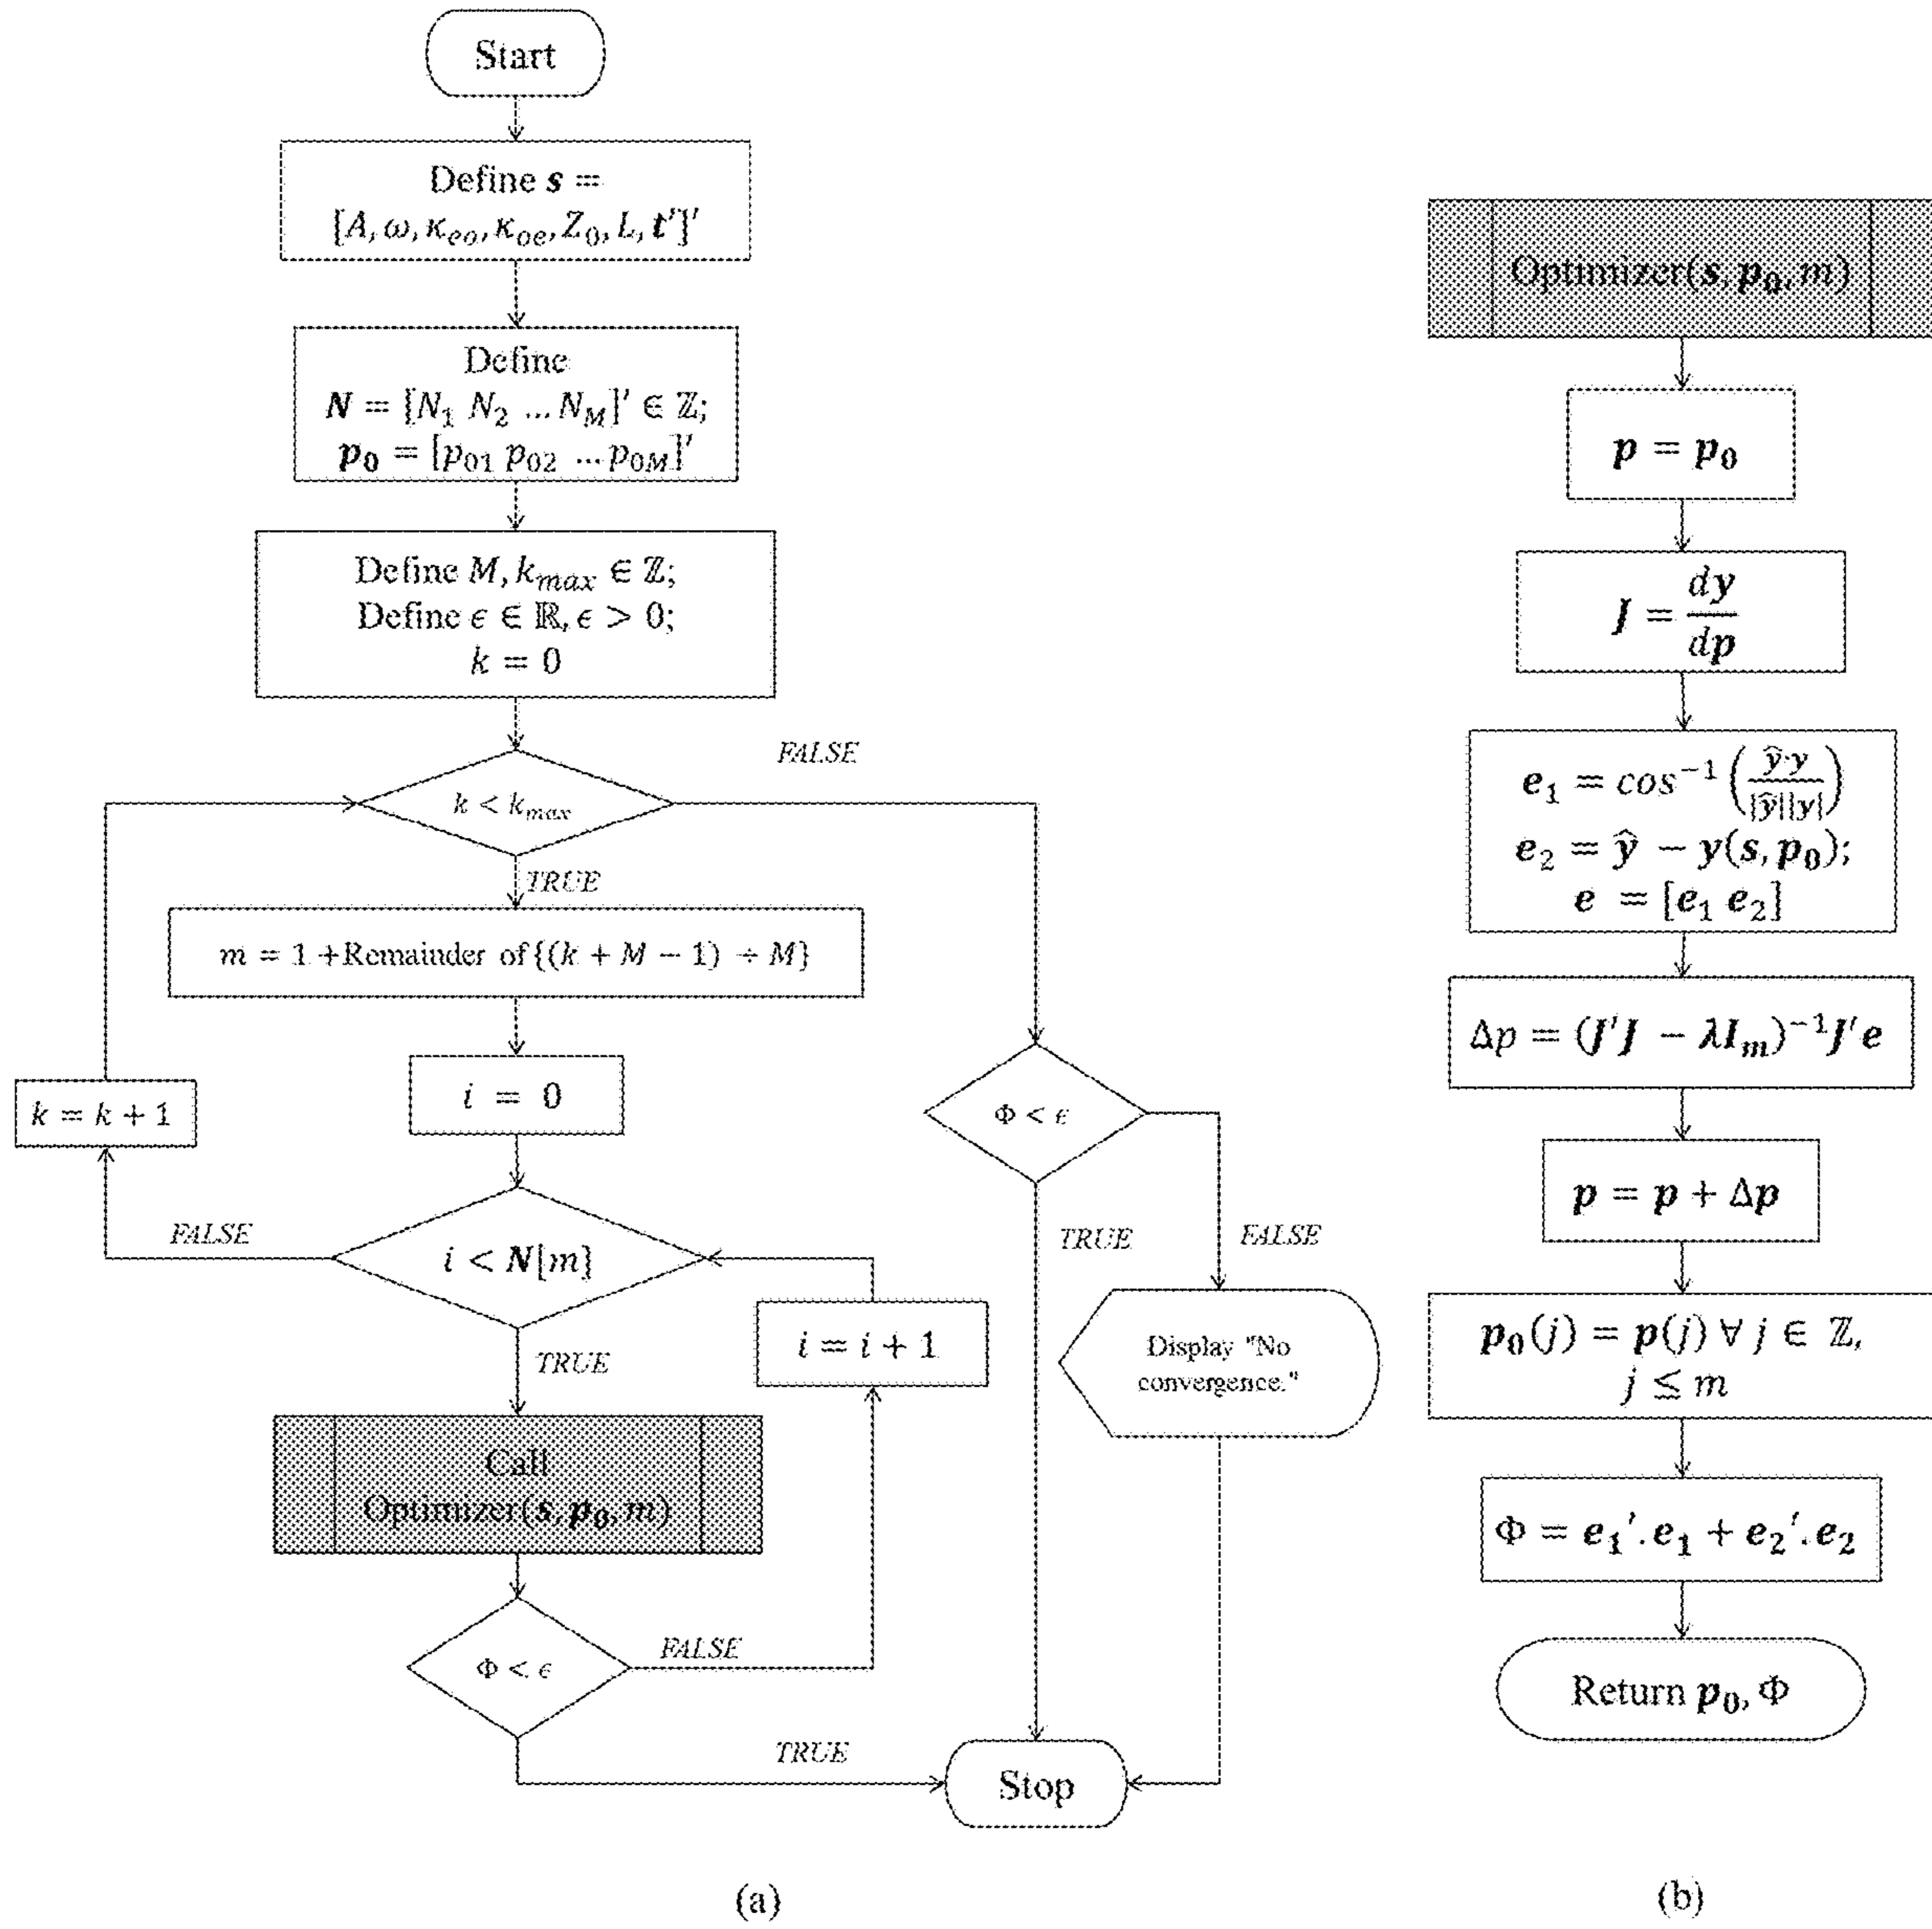 Start
Define s =
[A, ω, κ_eo, κ_oe, Z_0, L, t′]′
Define
N = [N_1 N_2 ... N_M]′ ∈ ℤ;
p_0 = [p_01 p_02 ... p_0M]′
Define M, k_max ∈ ℤ;
Define ϵ ∈ ℝ, ϵ > 0;
k = 0
k < k_max
FALSE
TRUE
m = 1 +Remainder of{(k + M − 1) ÷ M}
i = 0
k = k + 1
i < N[m]
FALSE
TRUE
i = i + 1
Call
Optimizer(s, p_0, m)
Φ < ϵ
FALSE
TRUE
Φ < ϵ
TRUE
FALSE
Display "No
convergence."
Stop
(a)
Optimizer(s, p_0, m)
p = p_0
J = dy/dp
e_1 = cos⁻¹(ŷ·y / |ŷ||y|)
e_2 = ŷ − y(s, p_0);
e = [e_1 e_2]
Δp = (J′J − λI_m)⁻¹J′e
p = p + Δp
p_0(j) = p(j) ∀ j ∈ ℤ,
j ≤ m
Φ = e_1′.e_1 + e_2′.e_2
Return p_0, Φ
(b)